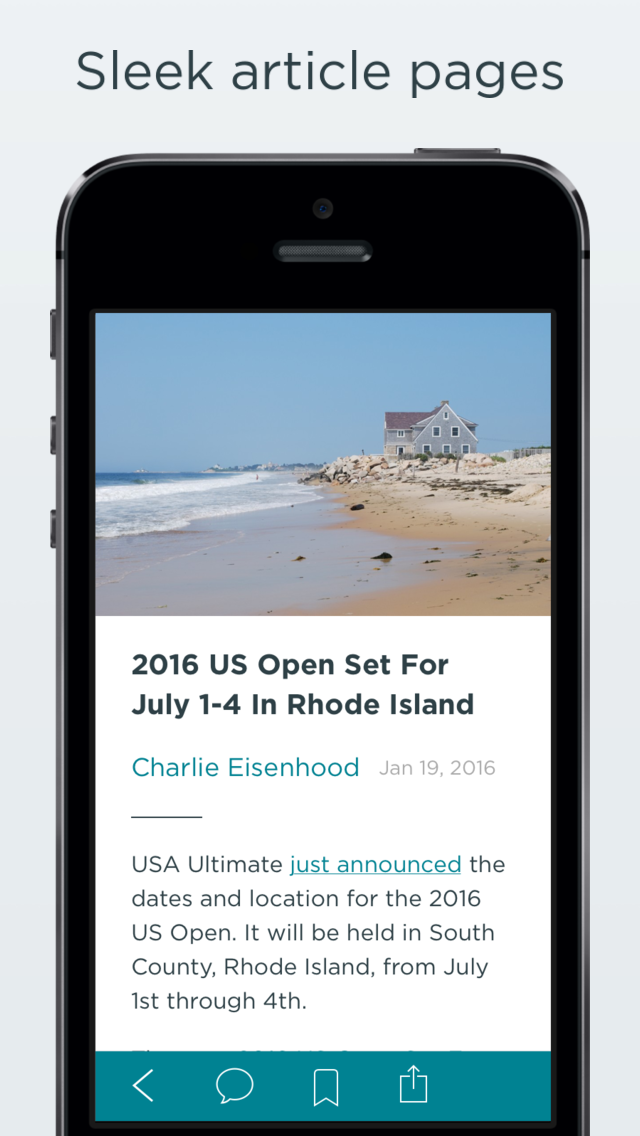 Sleek article pages
2016 US Open Set For
July 1-4 In Rhode Island
Charlie Eisenhood Jan 19, 2016
USA Ultimate just announced the
dates and location for the 2016
US Open. It will be held in South
County, Rhode Island, from July
1st through 4th.